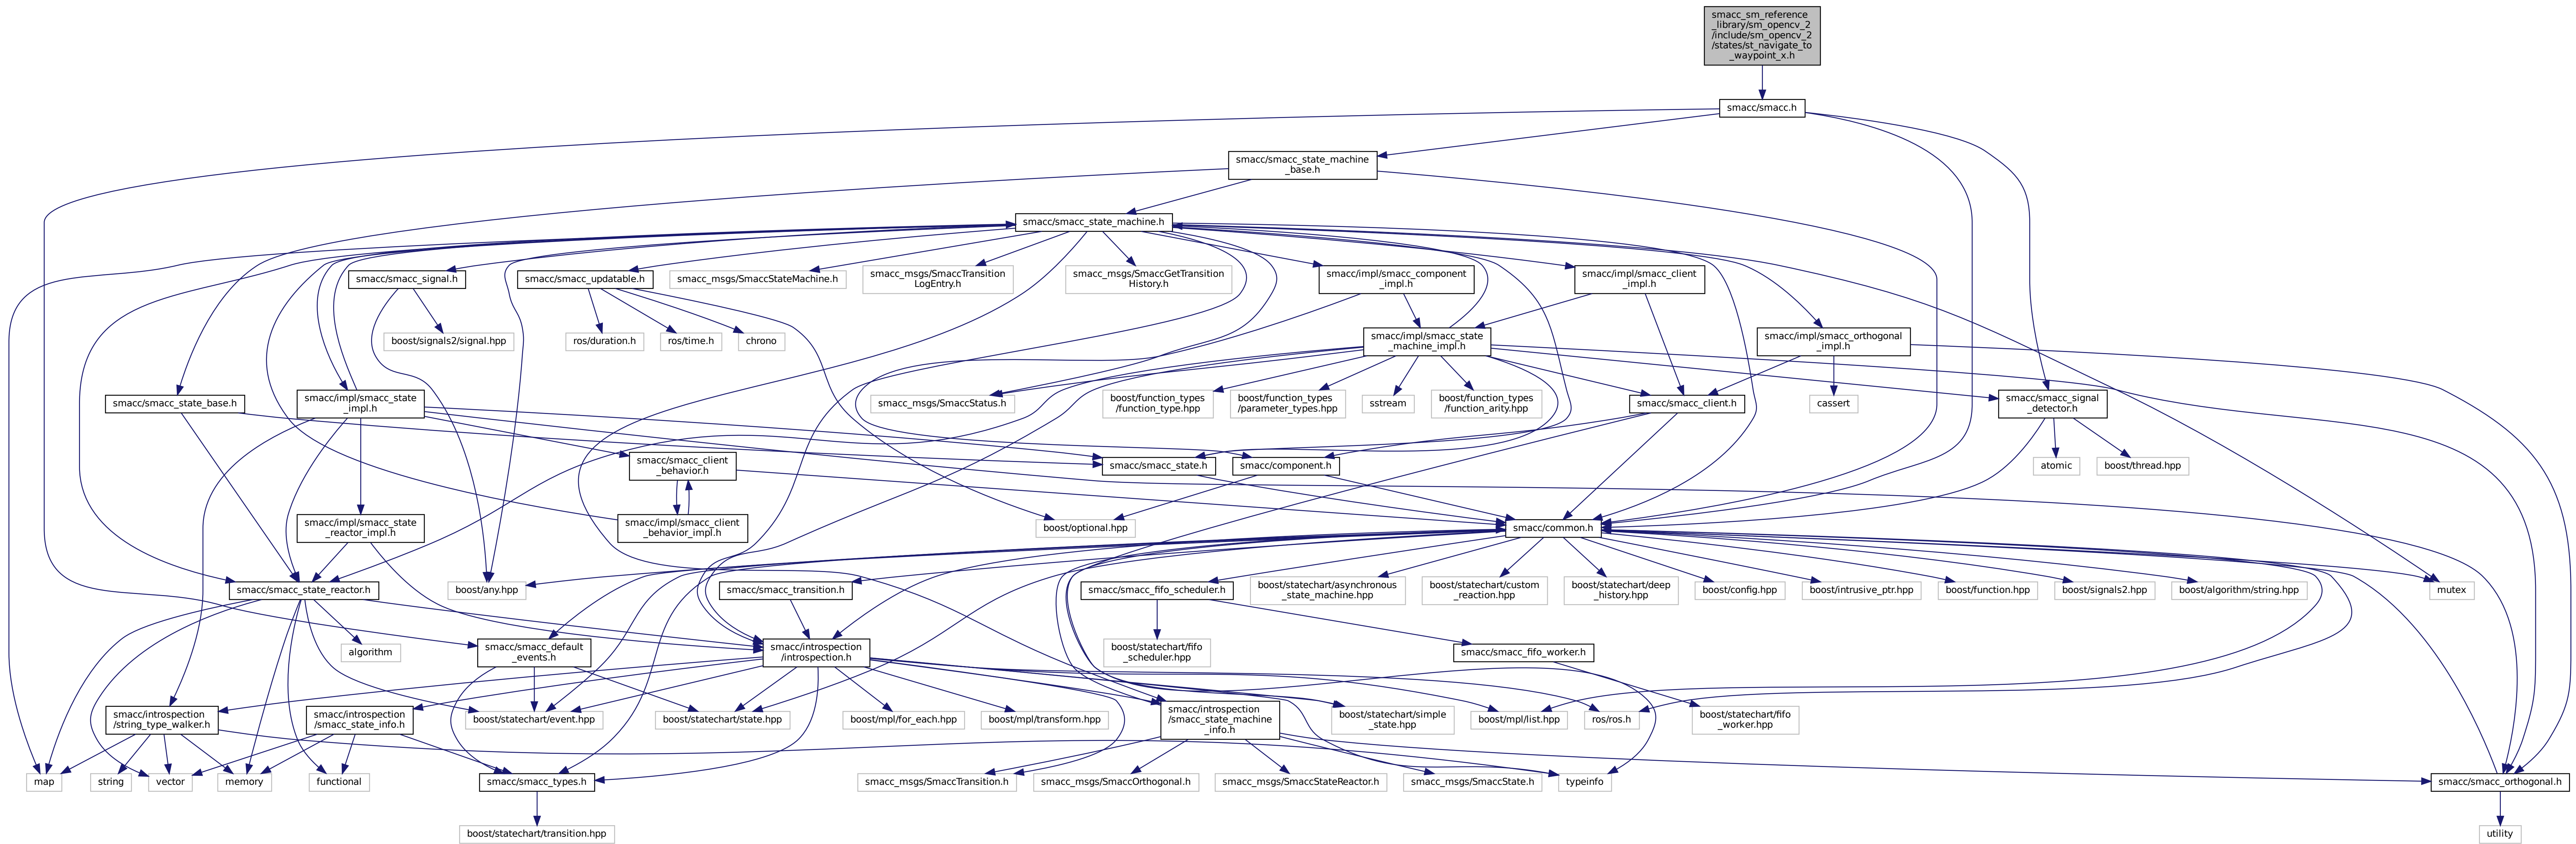 smacc_sm_reference
_library/sm_opencv_2
/include/sm_opencv_2
/states/st_navigate_to
_waypoint_x.h
smacc/smacc.h
smacc/smacc_state_machine
_base.h
smacc/smacc_state_machine.h
smacc/smacc_signal.h
smacc/smacc_updatable.h
smacc_msgs/SmaccStateMachine.h
smacc_msgs/SmaccTransition
LogEntry.h
smacc_msgs/SmaccGetTransition
History.h
smacc/impl/smacc_component
_impl.h
smacc/impl/smacc_client
_impl.h
boost/signals2/signal.hpp
ros/duration.h
ros/time.h
chrono
smacc/impl/smacc_state
_machine_impl.h
smacc/impl/smacc_orthogonal
_impl.h
smacc/smacc_state_base.h
smacc/impl/smacc_state
_impl.h
smacc_msgs/SmaccStatus.h
boost/function_types
/function_type.hpp
boost/function_types
/parameter_types.hpp
sstream
boost/function_types
/function_arity.hpp
smacc/smacc_client.h
cassert
smacc/smacc_signal
_detector.h
smacc/smacc_client
_behavior.h
smacc/smacc_state.h
smacc/component.h
atomic
boost/thread.hpp
smacc/impl/smacc_state
_reactor_impl.h
smacc/impl/smacc_client
_behavior_impl.h
boost/optional.hpp
smacc/common.h
smacc/smacc_state_reactor.h
boost/any.hpp
smacc/smacc_transition.h
smacc/smacc_fifo_scheduler.h
boost/statechart/asynchronous
_state_machine.hpp
boost/statechart/custom
_reaction.hpp
boost/statechart/deep
_history.hpp
boost/config.hpp
boost/intrusive_ptr.hpp
boost/function.hpp
boost/signals2.hpp
boost/algorithm/string.hpp
mutex
algorithm
smacc/smacc_default
_events.h
smacc/introspection
/introspection.h
boost/statechart/fifo
_scheduler.hpp
smacc/smacc_fifo_worker.h
smacc/introspection
/string_type_walker.h
smacc/introspection
/smacc_state_info.h
boost/statechart/event.hpp
boost/statechart/state.hpp
boost/mpl/for_each.hpp
boost/mpl/transform.hpp
smacc/introspection
/smacc_state_machine
_info.h
boost/statechart/simple
_state.hpp
boost/mpl/list.hpp
ros/ros.h
boost/statechart/fifo
_worker.hpp
map
string
vector
memory
functional
smacc/smacc_types.h
smacc_msgs/SmaccTransition.h
smacc_msgs/SmaccOrthogonal.h
smacc_msgs/SmaccStateReactor.h
smacc_msgs/SmaccState.h
typeinfo
smacc/smacc_orthogonal.h
boost/statechart/transition.hpp
utility